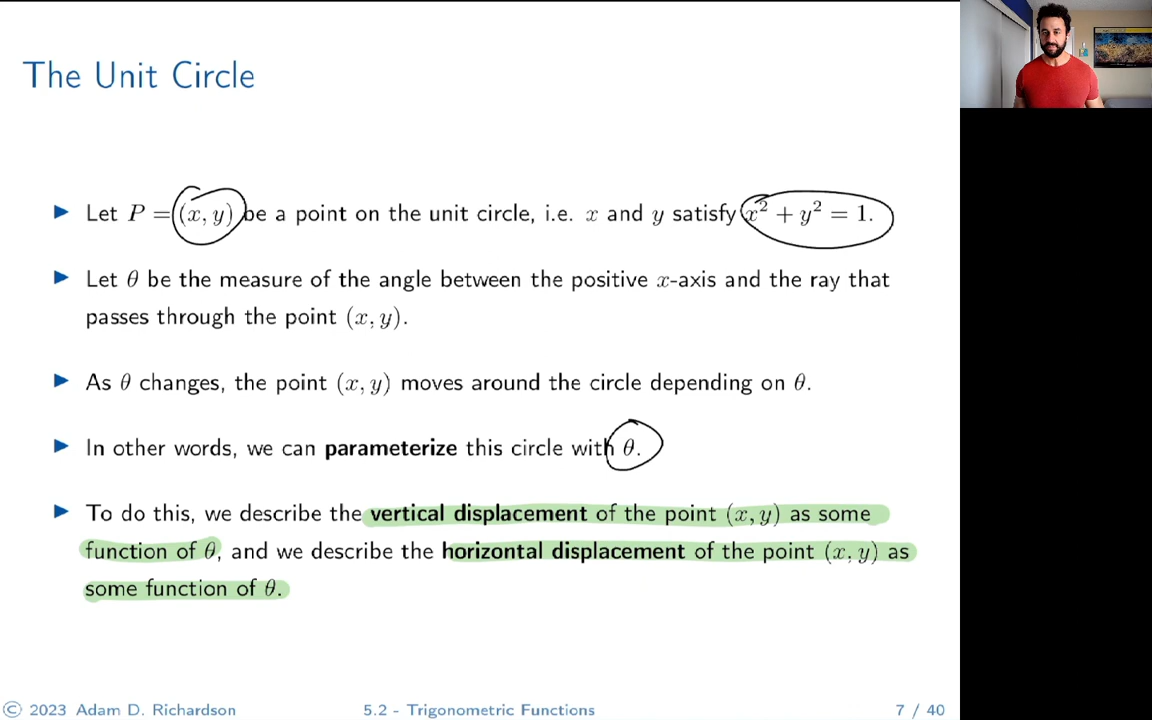 The Unit Circle
▶ Let P = (x, y) be a point on the unit circle, i.e. x and y satisfy x² + y² = 1.
▶ Let θ be the measure of the angle between the positive x-axis and the ray that
passes through the point (x, y).
▶ As θ changes, the point (x, y) moves around the circle depending on θ.
▶ In other words, we can parameterize this circle with θ.
▶ To do this, we describe the vertical displacement of the point (x, y) as some
function of θ, and we describe the horizontal displacement of the point (x, y) as
some function of θ.
© 2023 Adam D. Richardson 5.2 - Trigonometric Functions 7 / 40